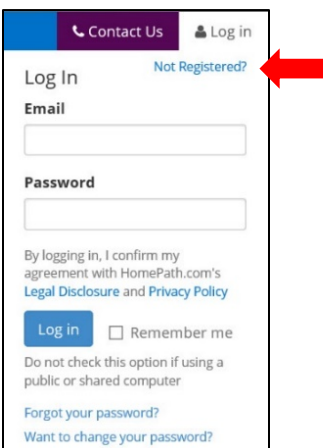 Contact Us
Log in
Not Registered?
Log In
Email
Password
By logging in, I confirm my
agreement with HomePath.com's
Legal Disclosure and Privacy Policy
Log in
Remember me
Do not check this option if using a
public or shared computer
Forgot your password?
Want to change your password?